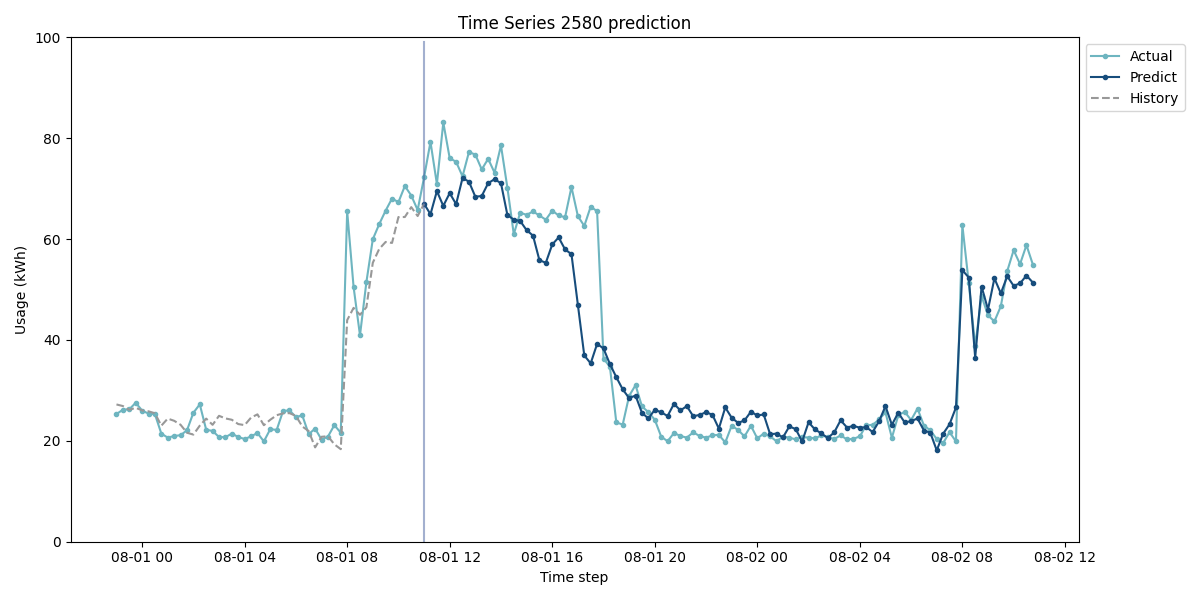 Time Series 2580 prediction
Actual
Predict
History
Usage (kWh)
100
80
60
40
20
0
08-01 00 08-01 04 08-01 08 08-01 12 08-01 16 08-01 20 08-02 00 08-02 04 08-02 08 08-02 12
Time step